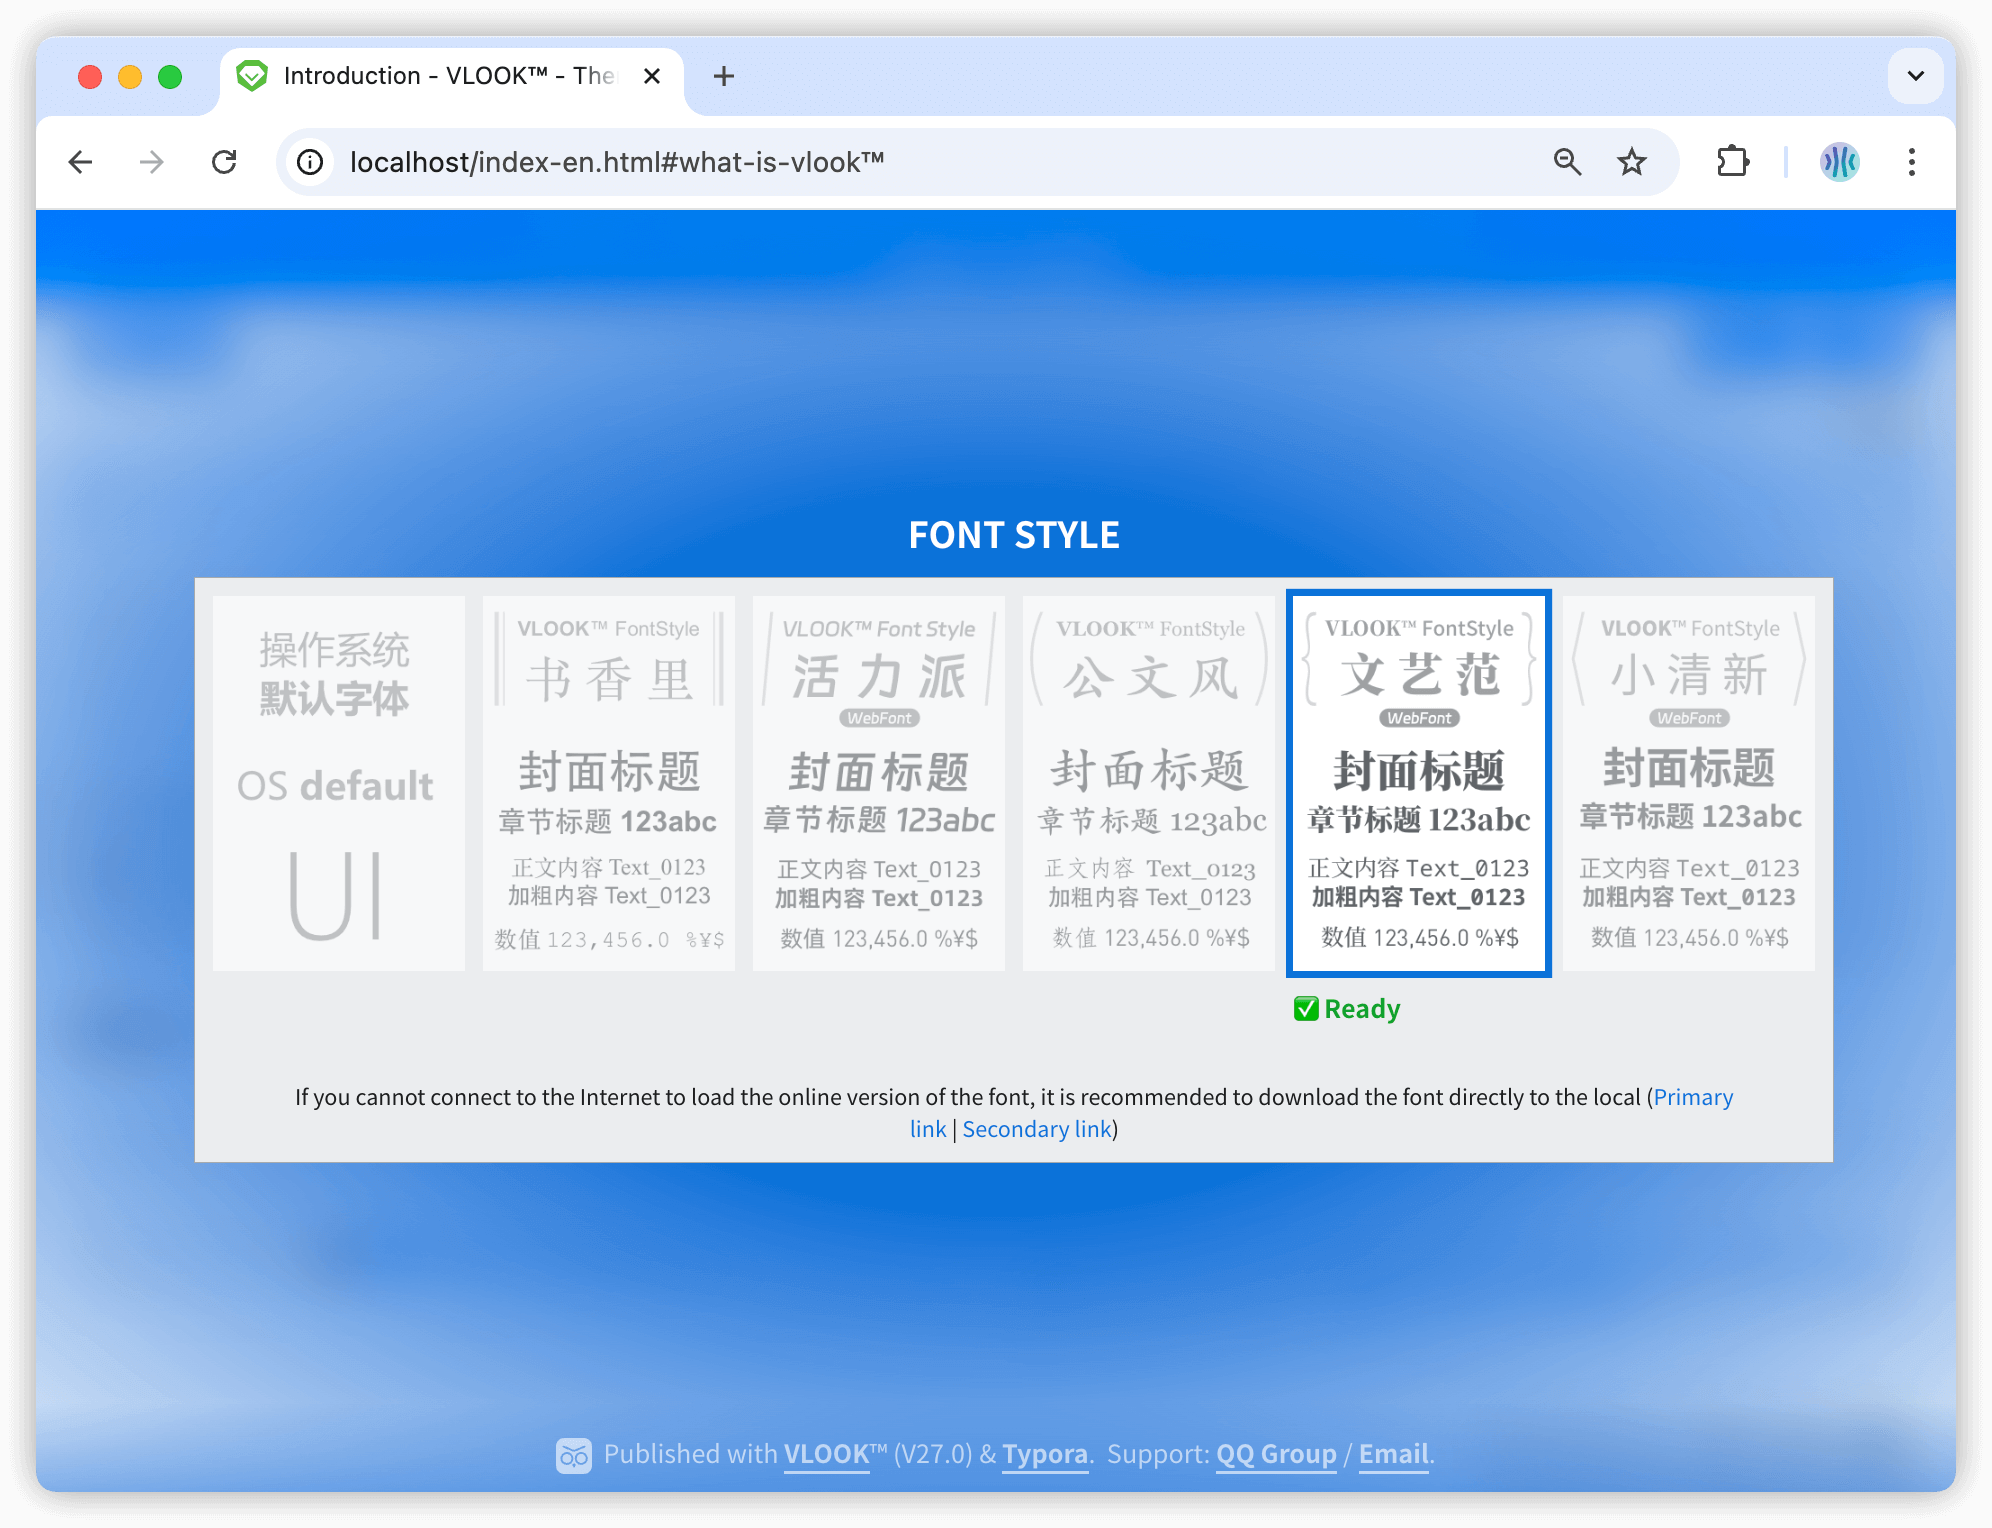 Introduction - VLOOK™ - The
localhost/index-en.html#what-is-vlook™
FONT STYLE
操作系统
默认字体
OS default
UI
VLOOK™ FontStyle
书香里
封面标题
章节标题 123abc
正文内容 Text_0123
加粗内容 Text_0123
数值 123,456.0 %¥$
VLOOK™ Font Style
活力派
WebFont
封面标题
章节标题 123abc
正文内容 Text_0123
加粗内容 Text_0123
数值 123,456.0 %¥$
VLOOK™ FontStyle
公文风
封面标题
章节标题 123abc
正文内容 Text_0123
加粗内容 Text_0123
数值 123,456.0 %¥$
VLOOK™ FontStyle
文艺范
WebFont
封面标题
章节标题 123abc
正文内容 Text_0123
加粗内容 Text_0123
数值 123,456.0 %¥$
VLOOK™ FontStyle
小清新
WebFont
封面标题
章节标题 123abc
正文内容 Text_0123
加粗内容 Text_0123
数值 123,456.0 %¥$
✅ Ready
If you cannot connect to the Internet to load the online version of the font, it is recommended to download the font directly to the local (Primary
link | Secondary link)
Published with VLOOK™ (V27.0) & Typora. Support: QQ Group / Email.